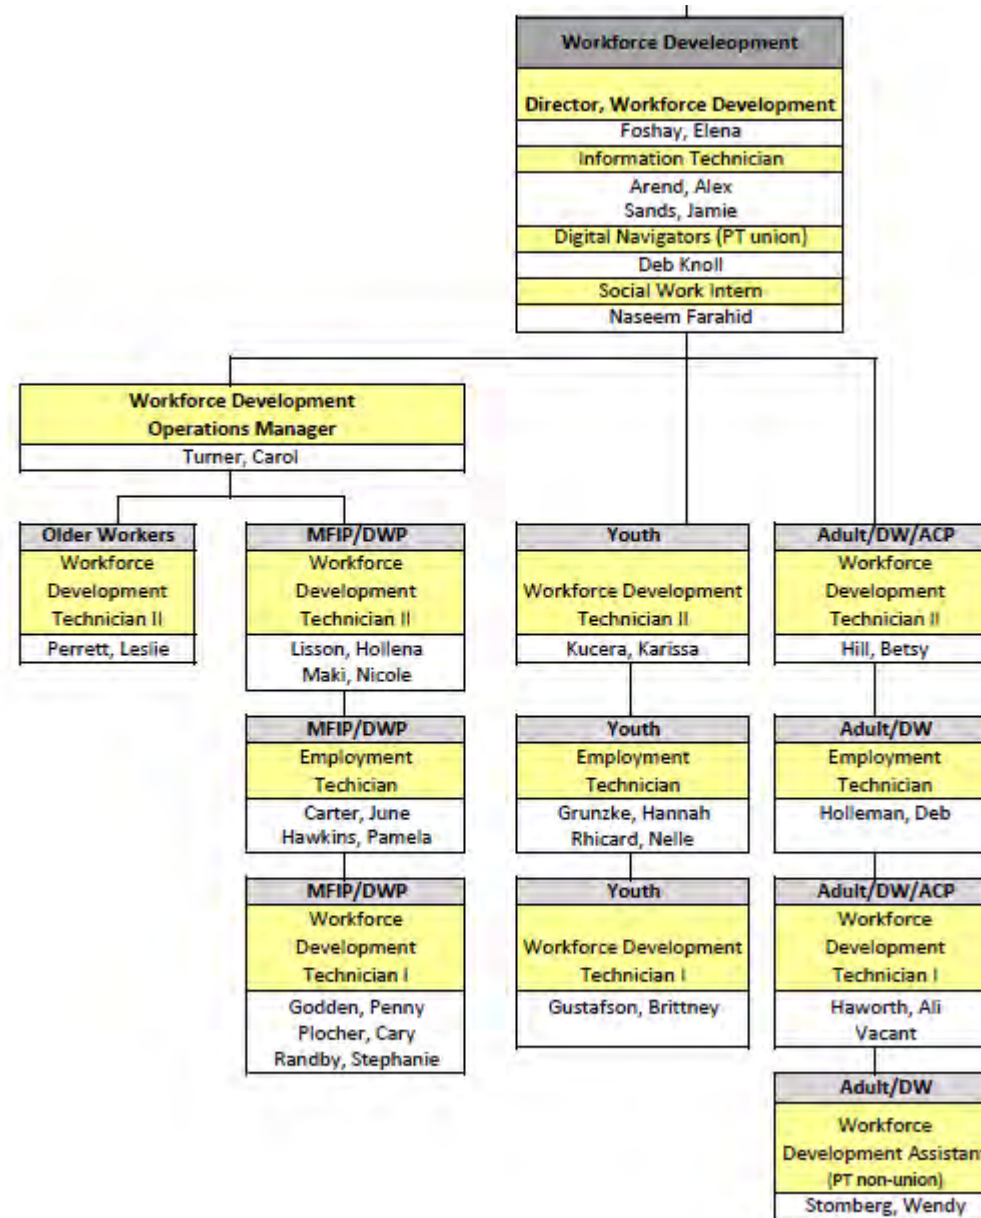 Workforce Develeopment
Director, Workforce Development
Foshay, Elena
Information Technician
Arend, Alex
Sands, Jamie
Digital Navigators (PT union)
Deb Knoll
Social Work Intern
Naseem Farahid
Workforce Development
Operations Manager
Turner, Carol
Older Workers
Workforce
Development
Technician II
Perrett, Leslie
MFIP/DWP
Workforce
Development
Technician II
Lisson, Hollena
Maki, Nicole
MFIP/DWP
Employment
Techician
Carter, June
Hawkins, Pamela
MFIP/DWP
Workforce
Development
Technician I
Godden, Penny
Plocher, Cary
Randby, Stephanie
Youth
Workforce Development
Technician II
Kucera, Karissa
Youth
Employment
Technician
Grunzke, Hannah
Rhicard, Nelle
Youth
Workforce Development
Technician I
Gustafson, Brittney
Adult/DW/ACP
Workforce
Development
Technician II
Hill, Betsy
Adult/DW
Employment
Technician
Holleman, Deb
Adult/DW/ACP
Workforce
Development
Technician I
Haworth, Ali
Vacant
Adult/DW
Workforce
Development Assistant
(PT non-union)
Stomberg, Wendy